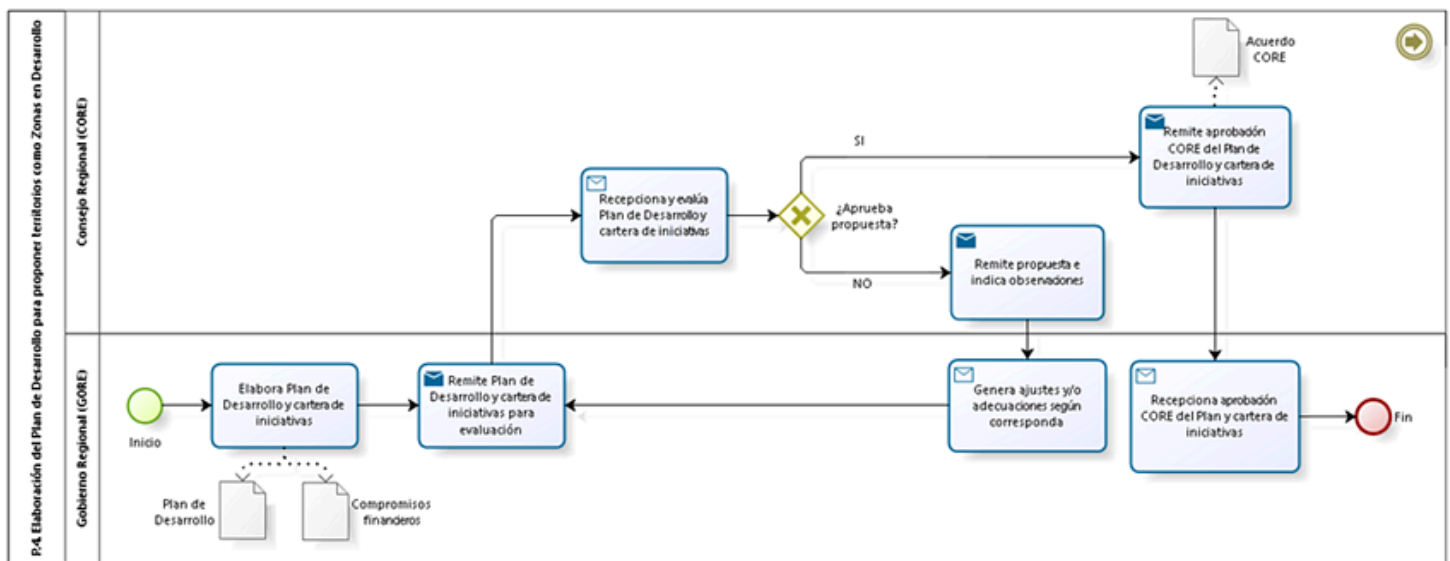 P.4. Elaboración del Plan de Desarrollo para proponer territorios como Zonas en Desarrollo
Consejo Regional (CORE)
Acuerdo
CORE
Remite aprobación
CORE del Plan de
Desarrollo y cartera de
iniciativas
SI
Recepciona y evalúa
Plan de Desarrollo y
cartera de iniciativas
¿Aprueba
propuesta?
NO
Remite propuesta e
indica observaciones
Gobierno Regional (GORE)
Inicio
Elabora Plan de
Desarrollo y cartera de
iniciativas
Remite Plan de
Desarrollo y cartera de
iniciativas para
evaluación
Genera ajustes y/o
adecuaciones según
corresponda
Recepciona aprobación
CORE del Plan y cartera de
iniciativas
Fin
Plan de
Desarrollo
Compromisos
financieros